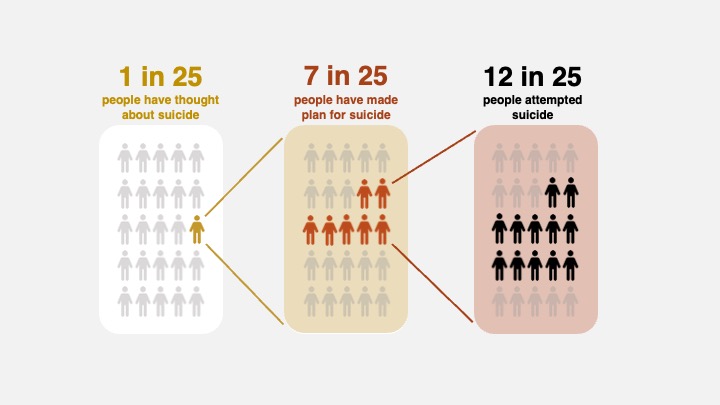 1 in 25
people have thought
about suicide
7 in 25
people have made
plan for suicide
12 in 25
people attempted
suicide